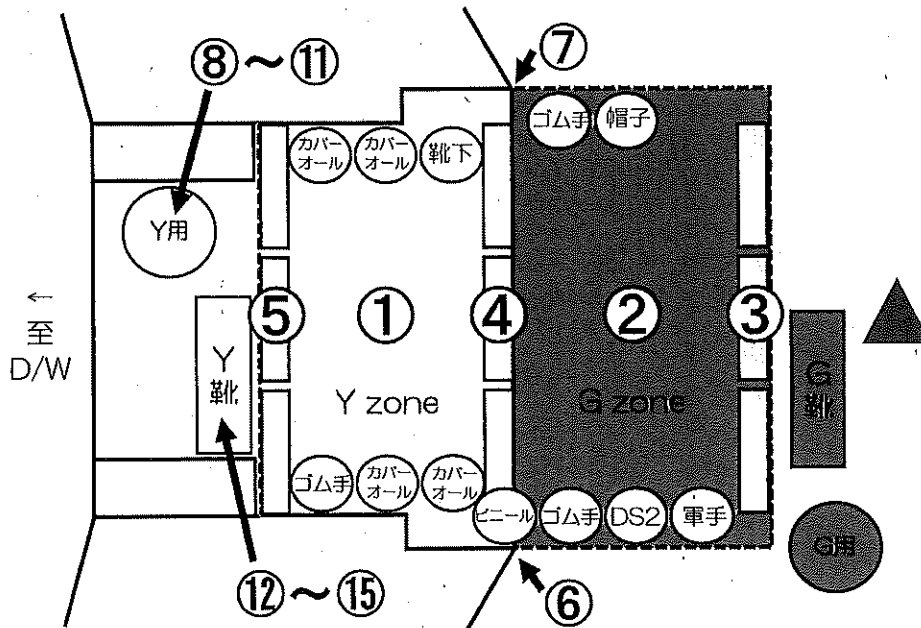 ⑧～⑪
⑦
ゴム手
帽子
カバー
オール
カバー
オール
靴下
Y用
←
至
D/W
⑤
①
④
②
③
Y
靴
Y zone
G zone
G
靴
ゴム手
カバー
オール
カバー
オール
ビニール
ゴム手
DS2
軍手
G用
⑫～⑮
⑥